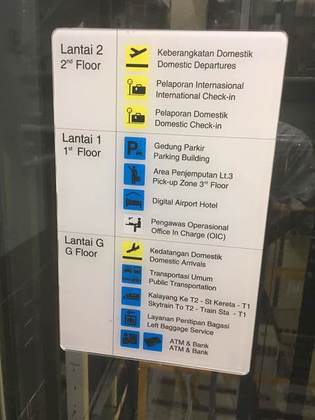 Lantai 2
2nd Floor
Keberangkatan Domestik
Domestic Departures
Pelaporan Internasional
International Check-in
Pelaporan Domestik
Domestic Check-in
Lantai 1
1st Floor
P
Gedung Parkir
Parking Building
Area Penjemputan Lt.3
Pick-up Zone 3rd Floor
Digital Airport Hotel
Pengawas Operasional
Office In Charge (OIC)
Lantai G
G Floor
Kedatangan Domestik
Domestic Arrivals
Transportasi Umum
Public Transportation
Kalayang Ke T2 - St Kereta - T1
Skytrain To T2 - Train Sta - T1
Layanan Penitipan Bagasi
Left Baggage Service
ATM & Bank
ATM & Bank